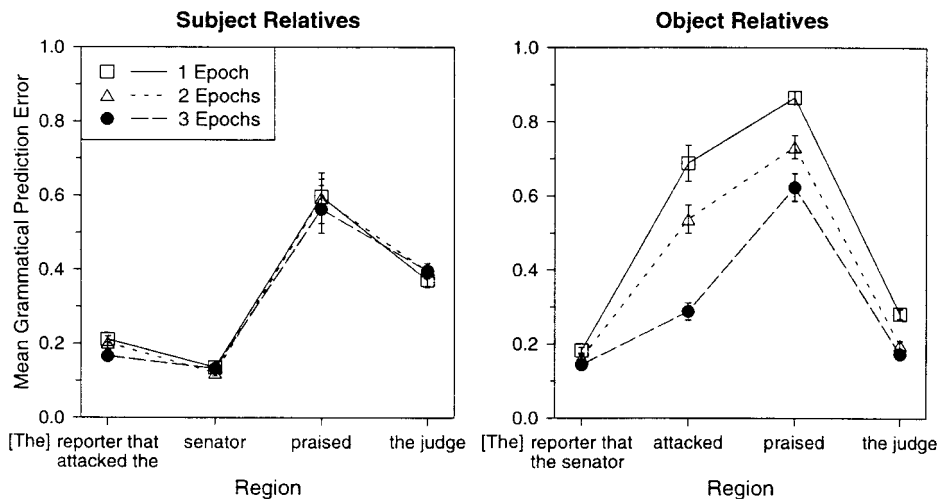 Subject Relatives
Object Relatives
Mean Grammatical Prediction Error
1.0
0.8
0.6
0.4
0.2
0.0
1 Epoch
2 Epochs
3 Epochs
[The] reporter that
attacked the
senator
praised
the judge
Region
1.0
0.8
0.6
0.4
0.2
0.0
[The] reporter that
the senator
attacked
praised
the judge
Region